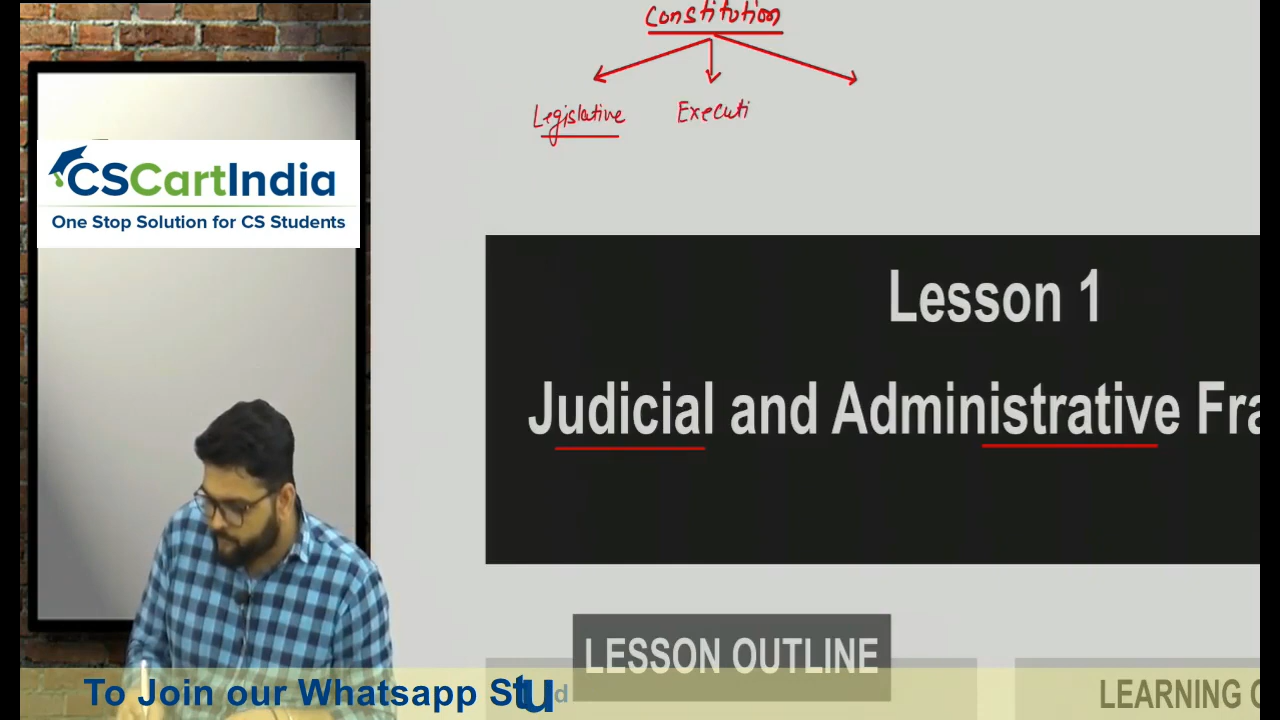 Constitution
Legislative Executi
CSCartIndia
One Stop Solution for CS Students
Lesson 1
Judicial and Administrative Fra
LESSON OUTLINE
LEARNING
To Join our Whatsapp Stud